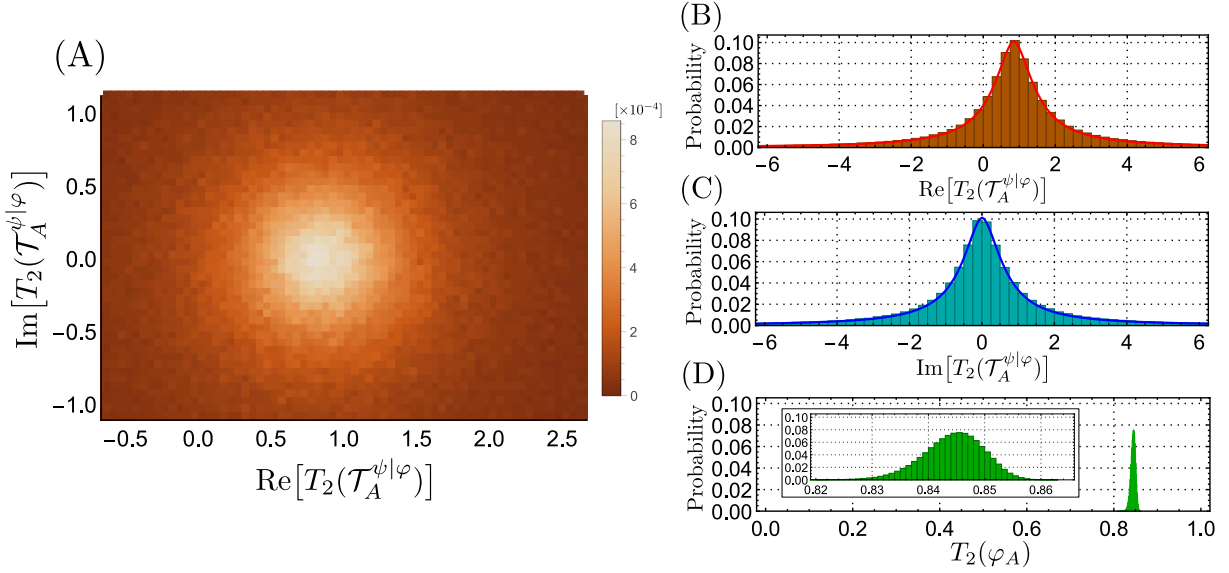 (A)
Im[T₂(𝒯_A^{ψ|φ})]
1.0
0.5
0.0
−0.5
−1.0
−0.5 0.0 0.5 1.0 1.5 2.0 2.5
Re[T₂(𝒯_A^{ψ|φ})]
[×10⁻⁴]
8
6
4
2
0
(B)
Probability
0.10
0.08
0.06
0.04
0.02
0.00
−6 −4 −2 0 2 4 6
Re[T₂(𝒯_A^{ψ|φ})]
(C)
Probability
0.10
0.08
0.06
0.04
0.02
0.00
−6 −4 −2 0 2 4 6
Im[T₂(𝒯_A^{ψ|φ})]
(D)
Probability
0.10
0.08
0.06
0.04
0.02
0.00
0.10
0.08
0.06
0.04
0.02
0.00
0.82 0.83 0.84 0.85 0.86
0.0 0.2 0.4 0.6 0.8 1.0
T₂(φ_A)